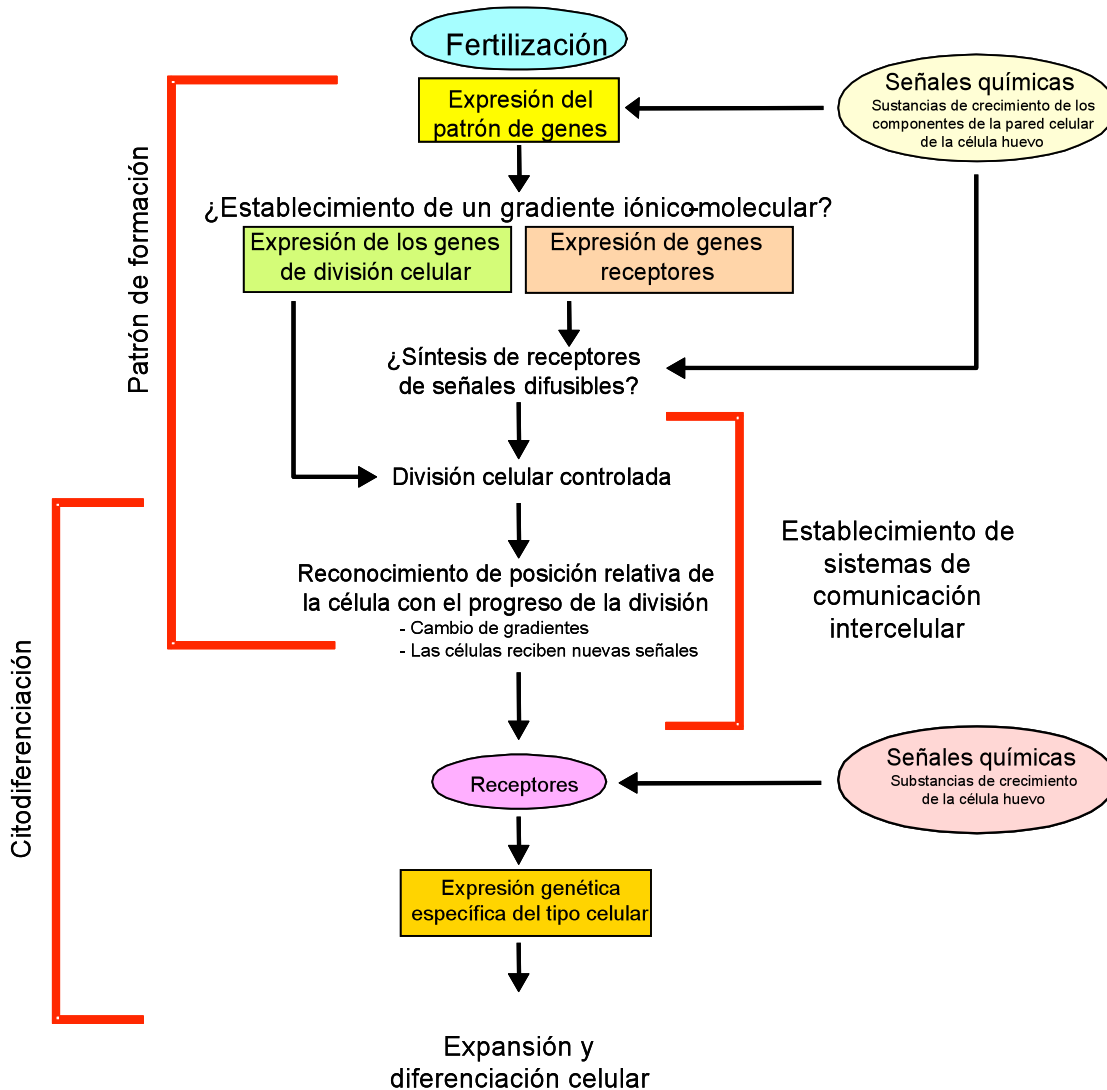 Fertilización
Expresión del
patrón de genes
Señales químicas
Sustancias de crecimiento de los
componentes de la pared celular
de la célula huevo
¿Establecimiento de un gradiente iónico-molecular?
Expresión de los genes
de división celular
Expresión de genes
receptores
Patrón de formación
¿Síntesis de receptores
de señales difusibles?
División celular controlada
Reconocimiento de posición relativa de
la célula con el progreso de la división
- Cambio de gradientes
- Las células reciben nuevas señales
Establecimiento de
sistemas de
comunicación
intercelular
Citodiferenciación
Receptores
Señales químicas
Substancias de crecimiento
de la célula huevo
Expresión genética
específica del tipo celular
Expansión y
diferenciación celular